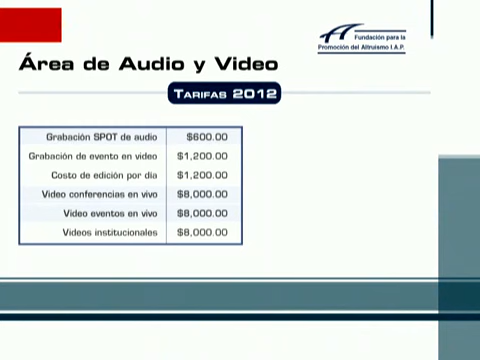 Fundación para la
Promoción del Altruismo I.A.P.
Área de Audio y Video
TARIFAS 2012
Grabación SPOT de audio $600.00
Grabación de evento en video $1,200.00
Costo de edición por dia $1,200.00
Video conferencias en vivo $8,000.00
Video eventos en vivo $8,000.00
Videos institucionales $8,000.00